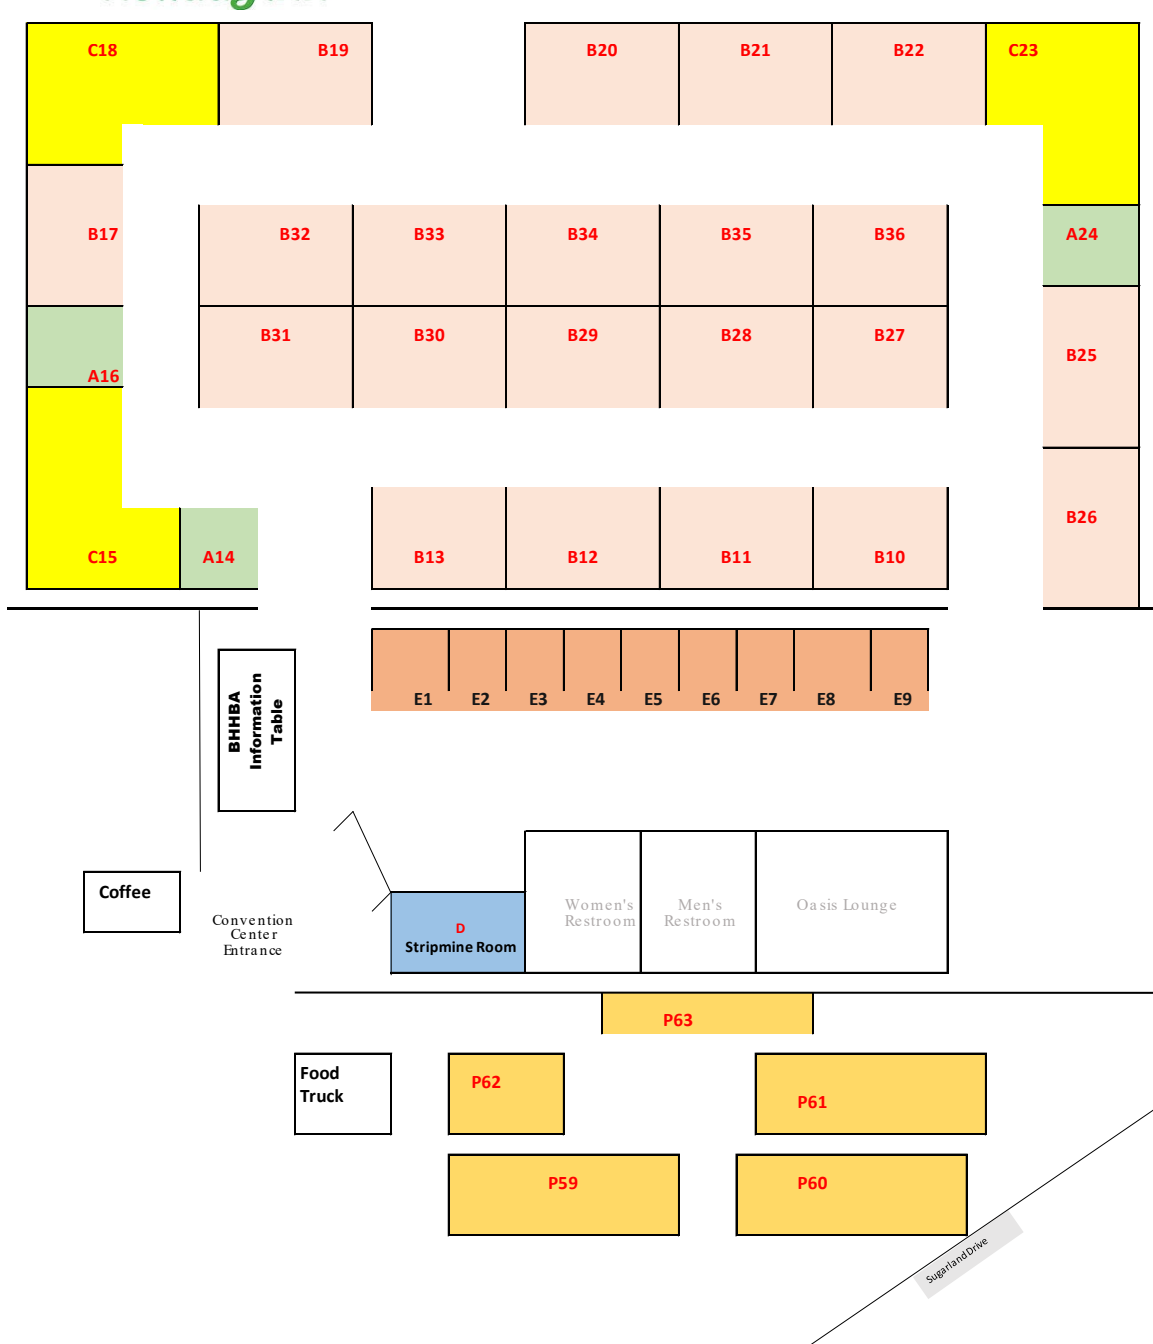 C18 B19 B20 B21 B22 C23
B17 B32 B33 B34 B35 B36 A24
B31 B30 B29 B28 B27
B25
A16
B26
C15 A14 B13 B12 B11 B10
E1 E2 E3 E4 E5 E6 E7 E8 E9
BHHBA
Information
Table
Coffee
Convention
Center
Entrance
D
Stripmine Room
Women's
Restroom
Men's
Restroom
Oasis Lounge
P63
Food
Truck
P62
P61
P59
P60
Sugarland Drive